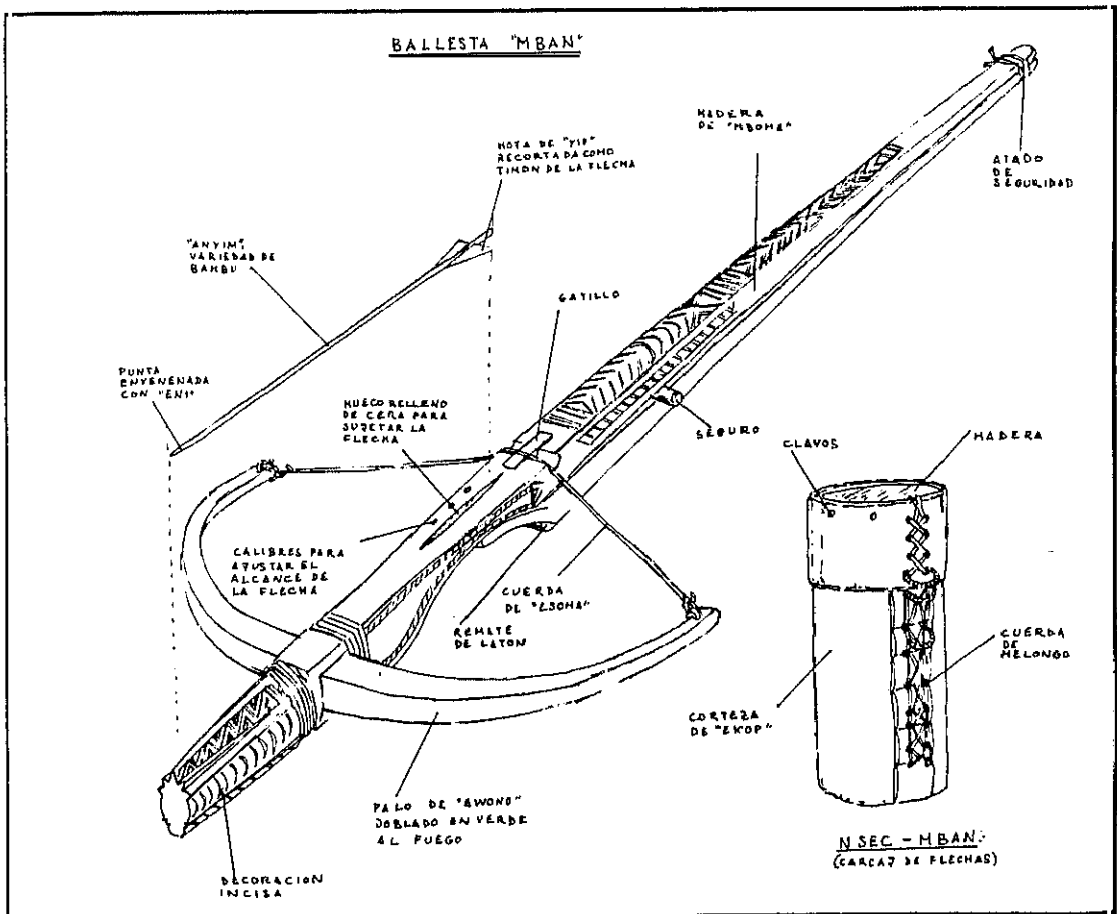 BALLESTA "MBAN"
MADERA
DE "MBOMA"
HOTA DE "YIP"
RECORTADA COMO
TIMON DE LA FLECHA
ATADO
DE
SEGURIDAD
"ANYIM",
VARIEDAD DE
BAMBU
GATILLO
PUNTA
ENVENENADA
CON "ENI"
HUECO RELLENO
DE CERA PARA
SUJETAR LA
FLECHA
SEGURO
CLAVOS
MADERA
CALIBRES PARA
AJUSTAR EL
ALCANCE DE
LA FLECHA
CUERDA
DE "ESOMA"
REMATE
DE LATON
CUERDA
DE
MELONGO
CORTEZA
DE "EKOP"
PALO DE "AWONO"
DOBLADO EN VERDE
AL FUEGO
DECORACION
INCISA
NSEC-MBAN:
(CARCAJ DE FLECHAS)